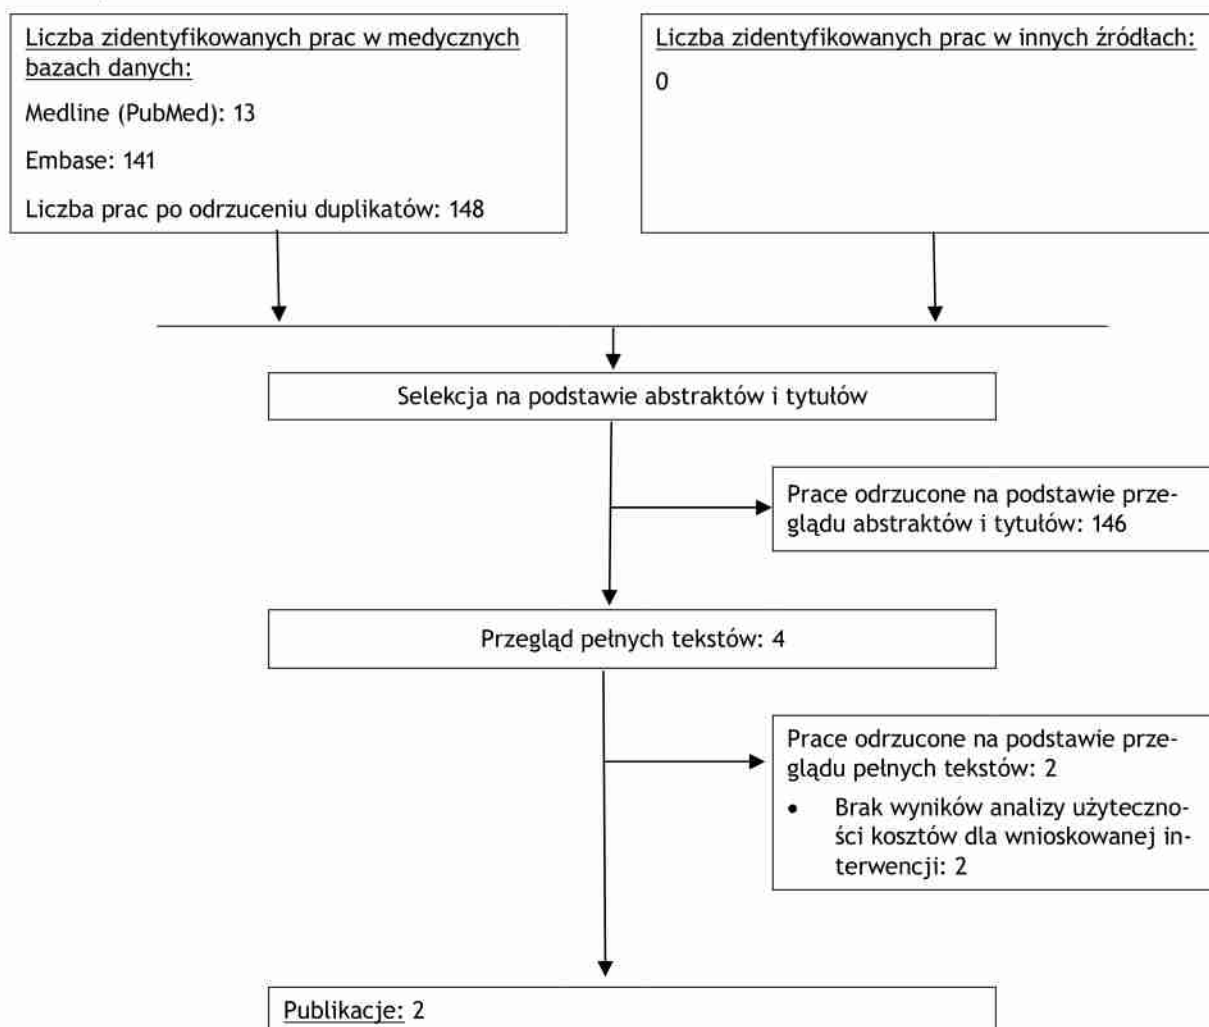 Liczba zidentyfikowanych prac w medycznych
bazach danych:
Medline (PubMed): 13
Embase: 141
Liczba prac po odrzuceniu duplikatów: 148
Liczba zidentyfikowanych prac w innych źródłach:
0
Selekcja na podstawie abstraktów i tytułów
Prace odrzucone na podstawie prze-
glądu abstraktów i tytułów: 146
Przegląd pełnych tekstów: 4
Prace odrzucone na podstawie prze-
glądu pełnych tekstów: 2
• Brak wyników analizy użyteczno-
ści kosztów dla wnioskowanej in-
terwencji: 2
Publikacje: 2